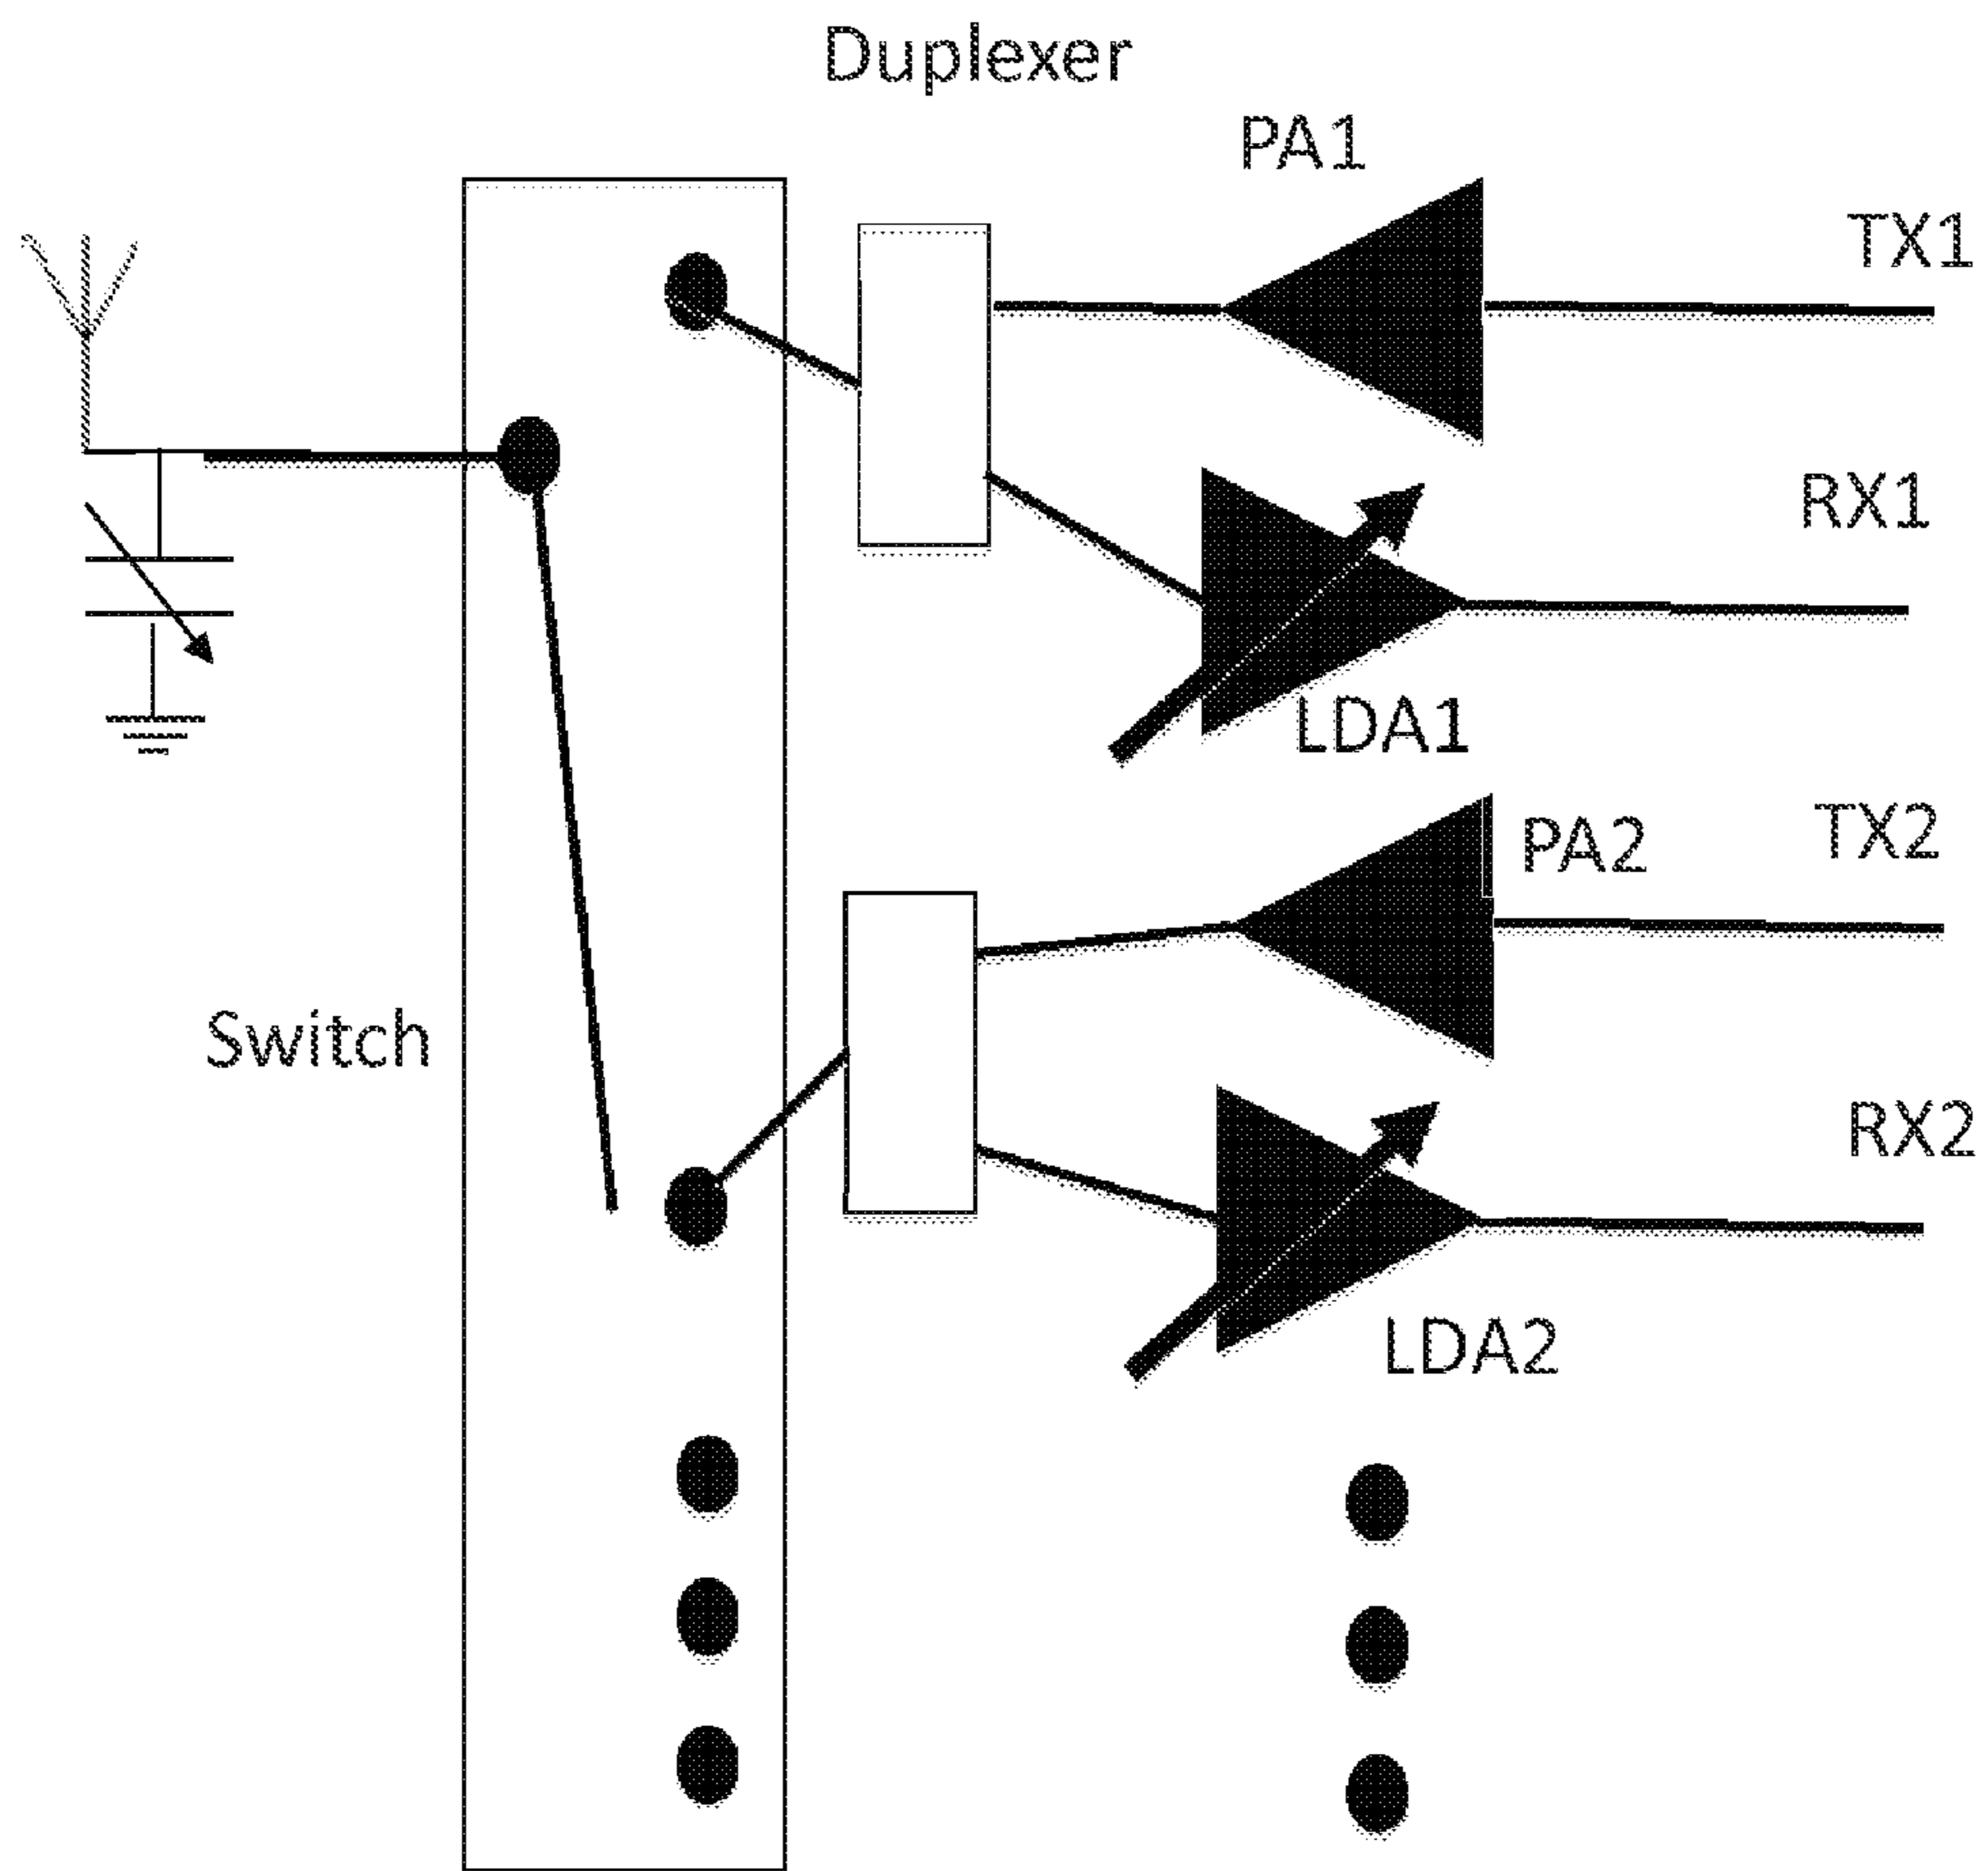 Duplexer
PA1
TX1
RX1
LDA1
PA2
TX2
Switch
RX2
LDA2